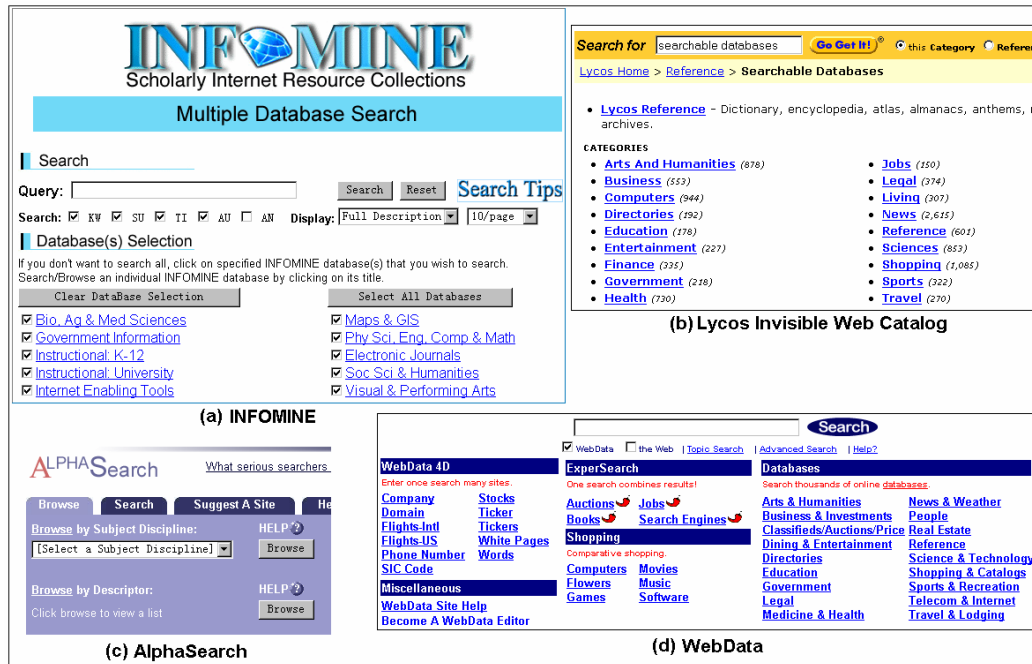 INFOMINE
Scholarly Internet Resource Collections
Multiple Database Search
Search
Query: Search Reset Search Tips
Search: KW SU TI AU AN Display: Full Description 10/page
Database(s) Selection
If you don't want to search all, click on specified INFOMINE database(s) that you wish to search.
Search/Browse an individual INFOMINE database by clicking on its title.
Clear DataBase Selection Select All Databases
Bio, Ag & Med Sciences Maps & GIS
Government Information Phy Sci, Eng, Comp & Math
Instructional: K-12 Electronic Journals
Instructional: University Soc Sci & Humanities
Internet Enabling Tools Visual & Performing Arts
(a) INFOMINE
Search for searchable databases Go Get It!® this Category Refere
Lycos Home > Reference > Searchable Databases
• Lycos Reference - Dictionary, encyclopedia, atlas, almanacs, anthems,
archives.
CATEGORIES
• Arts And Humanities (878) • Jobs (150)
• Business (553) • Legal (374)
• Computers (944) • Living (307)
• Directories (192) • News (2,615)
• Education (178) • Reference (601)
• Entertainment (227) • Sciences (853)
• Finance (335) • Shopping (1,085)
• Government (218) • Sports (322)
• Health (730) • Travel (270)
(b) Lycos Invisible Web Catalog
ALPHASearch What serious searchers
Browse Search Suggest A Site He
Browse by Subject Discipline: HELP ?
[Select a Subject Discipline] Browse
Browse by Descriptor: HELP ?
Click browse to view a list Browse
(c) AlphaSearch
Search
WebData the Web | Topic Search | Advanced Search | Help?
WebData 4D
Enter once search many sites.
Company Stocks
Domain Ticker
Flights-Intl Tickers
Flights-US White Pages
Phone Number Words
SIC Code
Miscellaneous
WebData Site Help
Become A WebData Editor
ExperSearch
One search combines results!
Auctions Jobs
Books Search Engines
Shopping
Comparative shopping.
Computers Movies
Flowers Music
Games Software
Databases
Search thousands of online databases.
Arts & Humanities News & Weather
Business & Investments People
Classifieds/Auctions/Price Real Estate
Dining & Entertainment Reference
Directories Science & Technology
Education Shopping & Catalogs
Government Sports & Recreation
Legal Telecom & Internet
Medicine & Health Travel & Lodging
(d) WebData